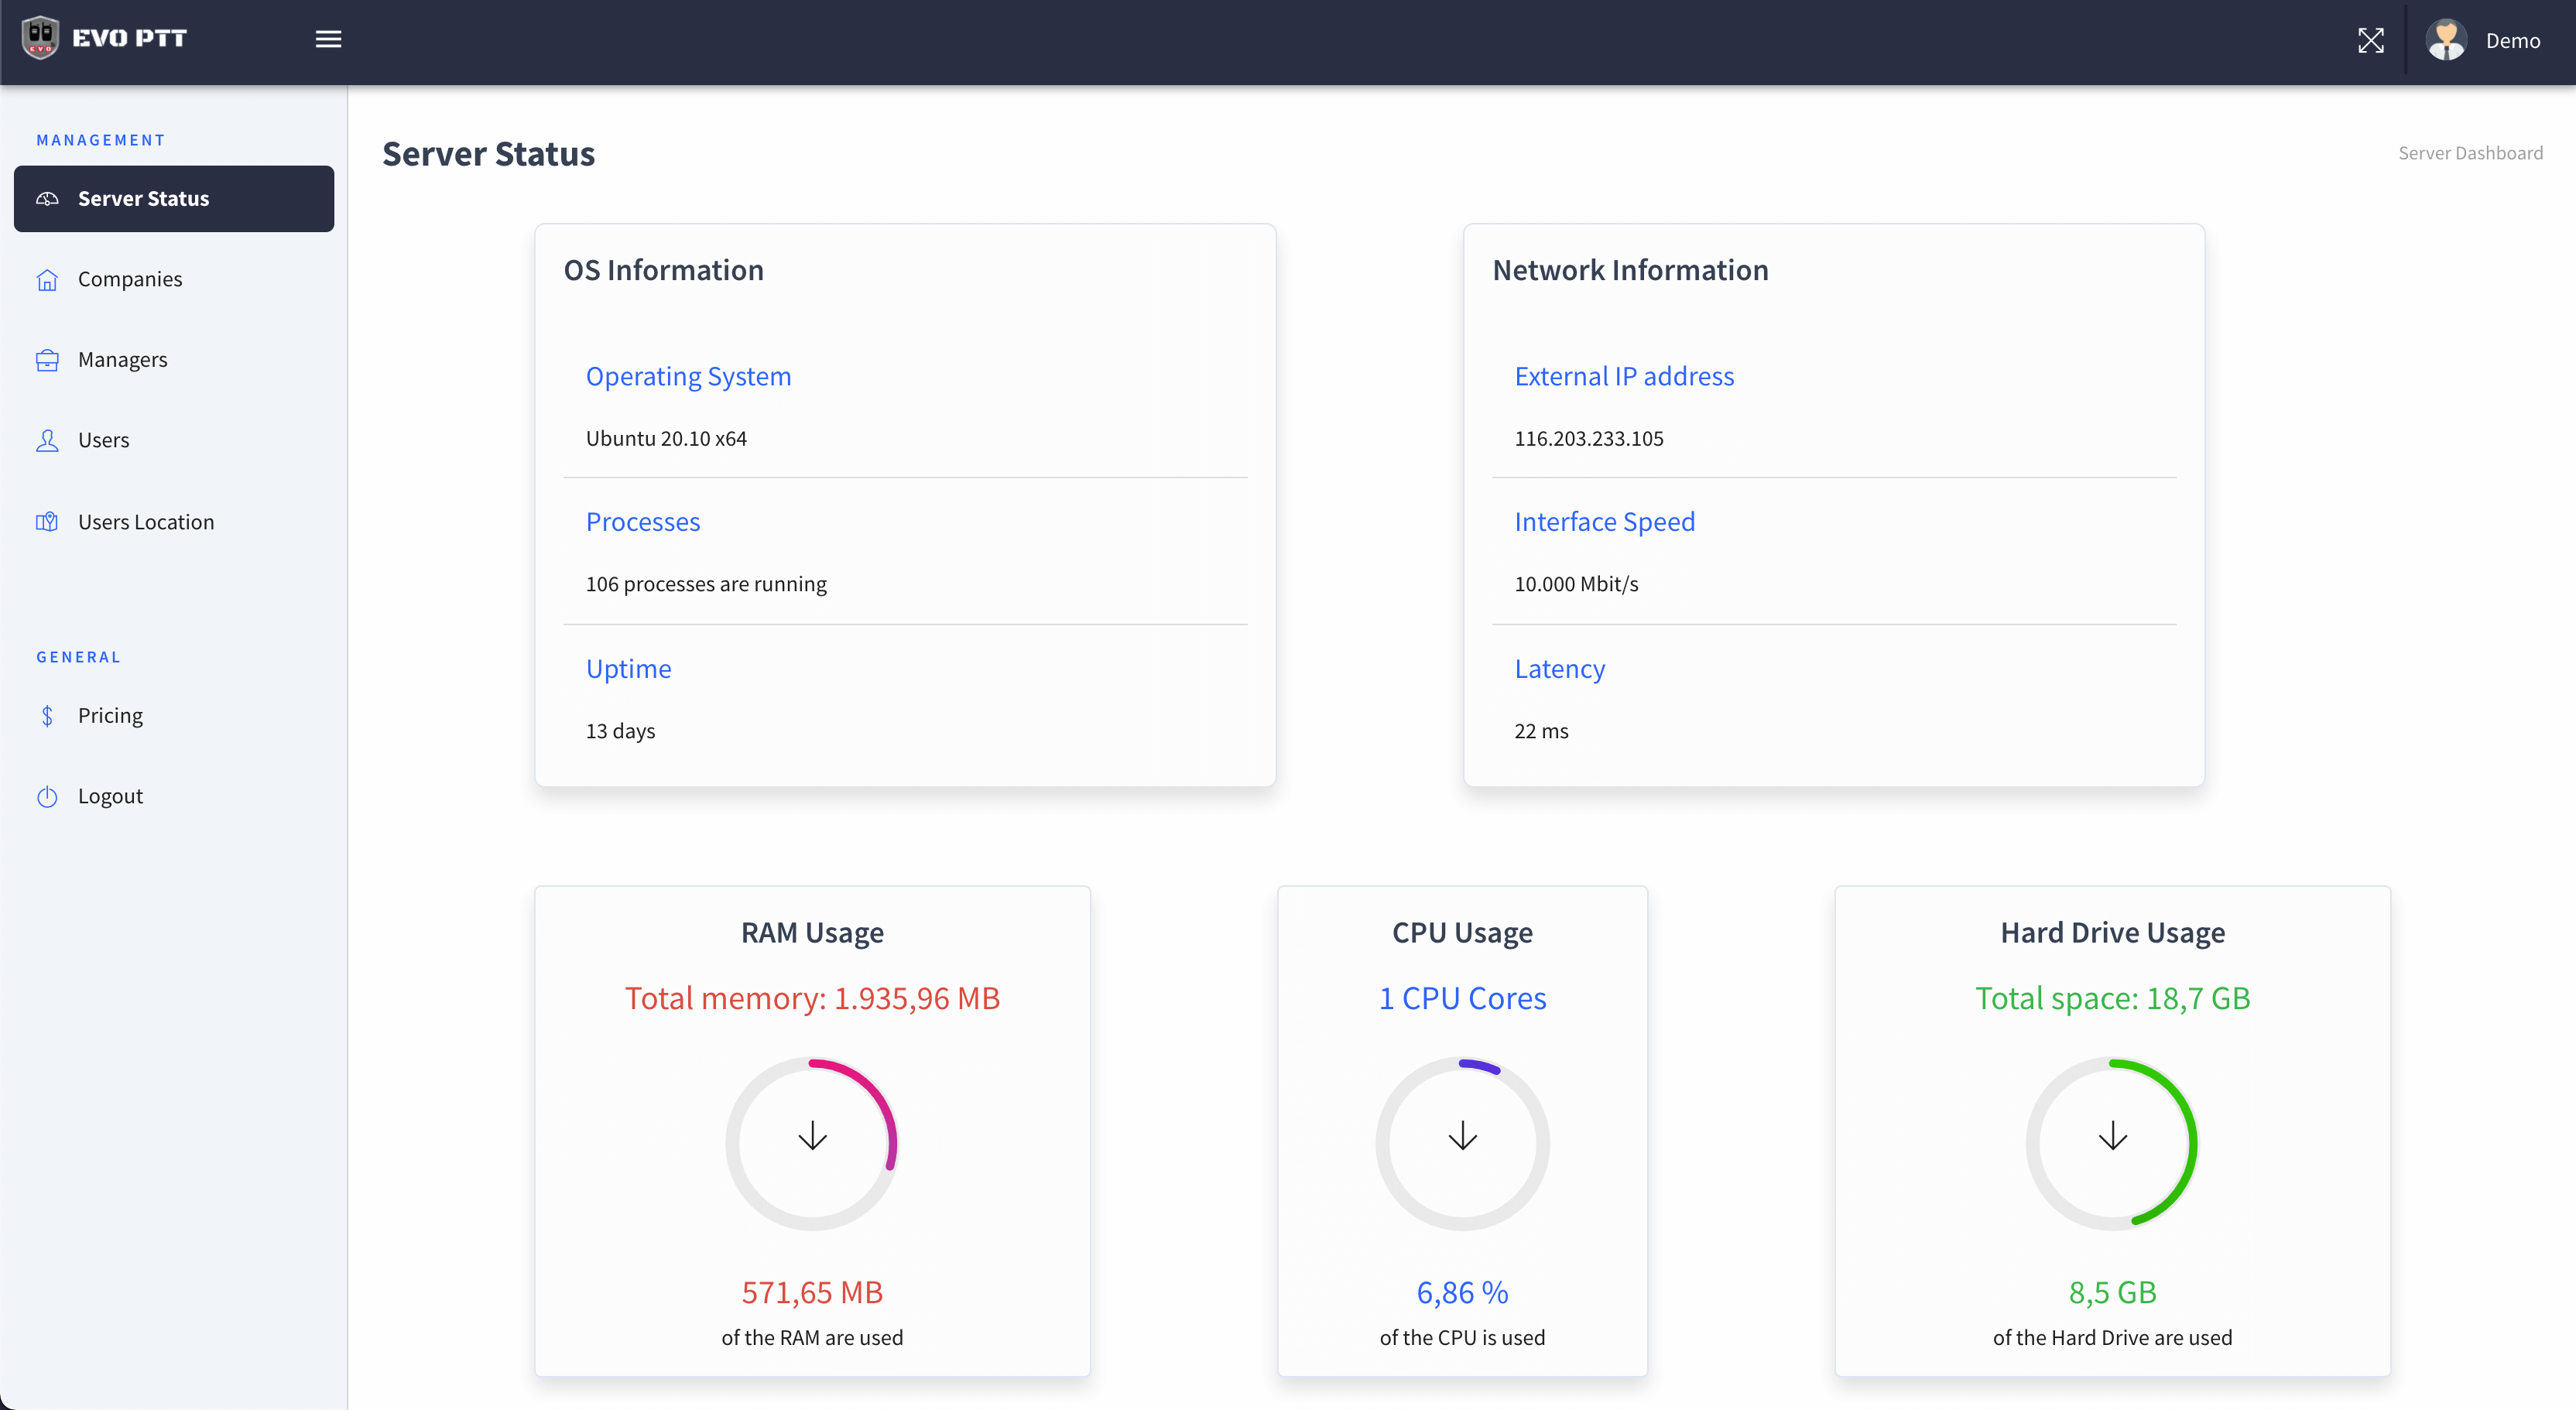 EVO
EVO PTT
Demo
MANAGEMENT
Server Status
Companies
Managers
Users
Users Location
GENERAL
Pricing
Logout
Server Status
Server Dashboard
OS Information
Operating System
Ubuntu 20.10 x64
Processes
106 processes are running
Uptime
13 days
Network Information
External IP address
116.203.233.105
Interface Speed
10.000 Mbit/s
Latency
22 ms
RAM Usage
Total memory: 1.935,96 MB
571,65 MB
of the RAM are used
CPU Usage
1 CPU Cores
6,86 %
of the CPU is used
Hard Drive Usage
Total space: 18,7 GB
8,5 GB
of the Hard Drive are used